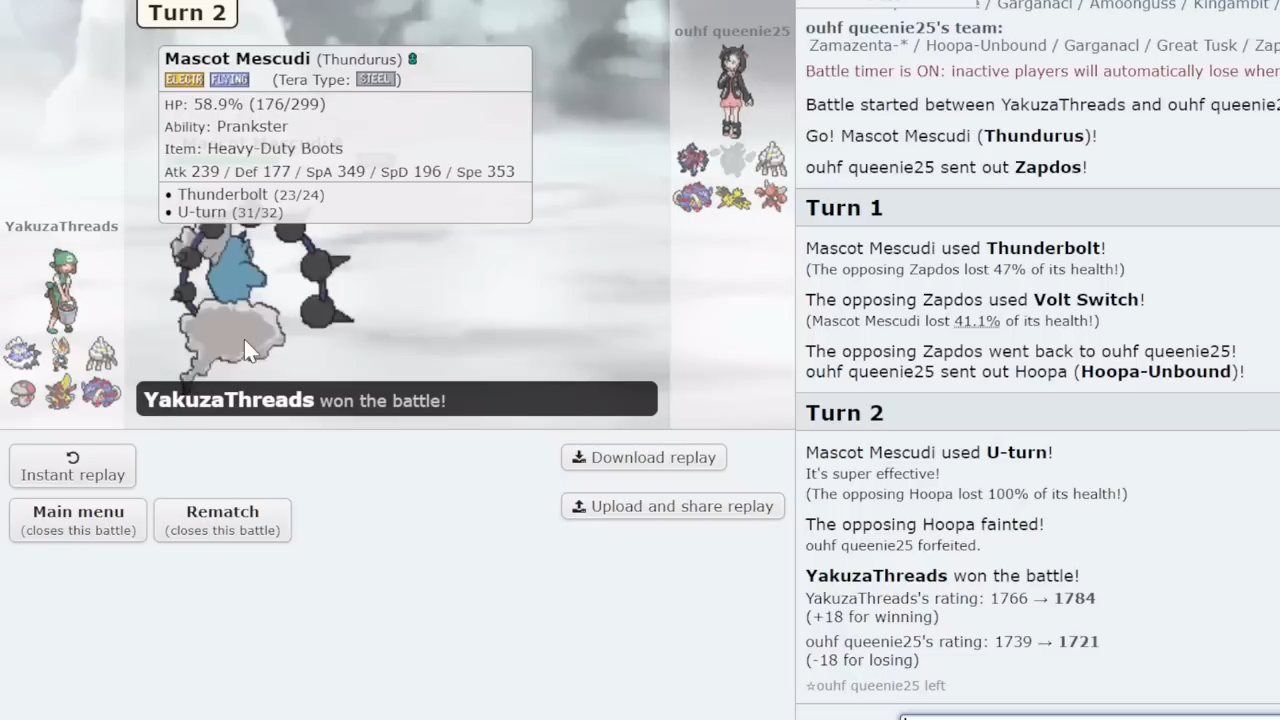 Turn 2
ouhf queenie25
Mascot Mescudi (Thundurus)
ELECTR FLYING (Tera Type: STEEL)
HP: 58.9% (176/299)
Ability: Prankster
Item: Heavy-Duty Boots
Atk 239 / Def 177 / SpA 349 / SpD 196 / Spe 353
• Thunderbolt (23/24)
• U-turn (31/32)
YakuzaThreads
YakuzaThreads won the battle!
Instant replay
Download replay
Main menu
(closes this battle)
Rematch
(closes this battle)
Upload and share replay
/ Garganacl / Amoonguss / Kingambit /
ouhf queenie25's team:
Zamazenta-* / Hoopa-Unbound / Garganacl / Great Tusk / Zap
Battle timer is ON: inactive players will automatically lose when
Battle started between YakuzaThreads and ouhf queenie2
Go! Mascot Mescudi (Thundurus)!
ouhf queenie25 sent out Zapdos!
Turn 1
Mascot Mescudi used Thunderbolt!
(The opposing Zapdos lost 47% of its health!)
The opposing Zapdos used Volt Switch!
(Mascot Mescudi lost 41.1% of its health!)
The opposing Zapdos went back to ouhf queenie25!
ouhf queenie25 sent out Hoopa (Hoopa-Unbound)!
Turn 2
Mascot Mescudi used U-turn!
It's super effective!
(The opposing Hoopa lost 100% of its health!)
The opposing Hoopa fainted!
ouhf queenie25 forfeited.
YakuzaThreads won the battle!
YakuzaThreads's rating: 1766 → 1784
(+18 for winning)
ouhf queenie25's rating: 1739 → 1721
(-18 for losing)
☆ouhf queenie25 left